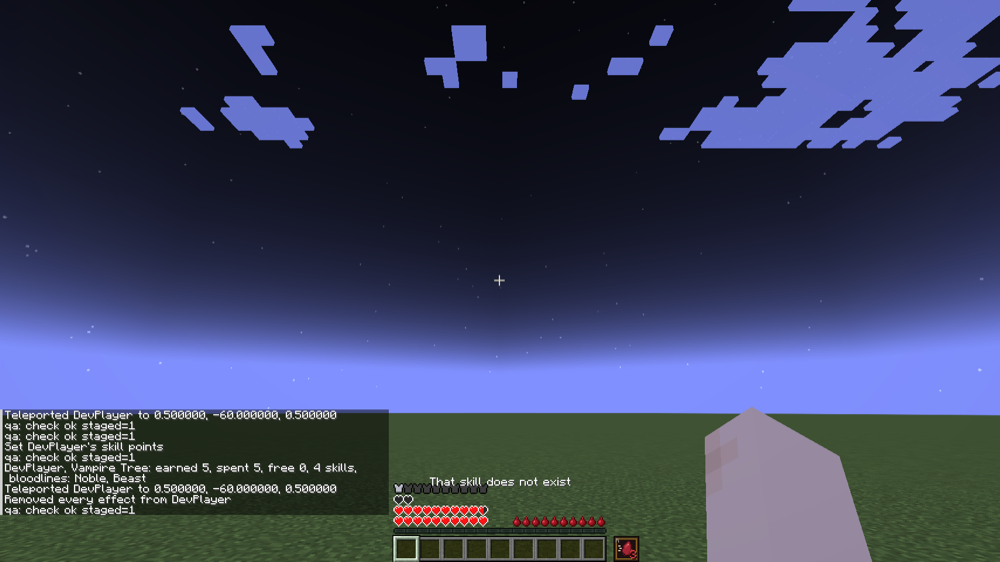 Teleported DevPlayer to 0.500000, -60.000000, 0.500000
qa: check ok staged=1
qa: check ok staged=1
Set DevPlayer's skill points
qa: check ok staged=1
DevPlayer, Vampire Tree: earned 5, spent 5, free 0, 4 skills,
bloodlines: Noble, Beast
Teleported DevPlayer to 0.500000, -60.000000, 0.500000
Removed every effect from DevPlayer
qa: check ok staged=1
That skill does not exist